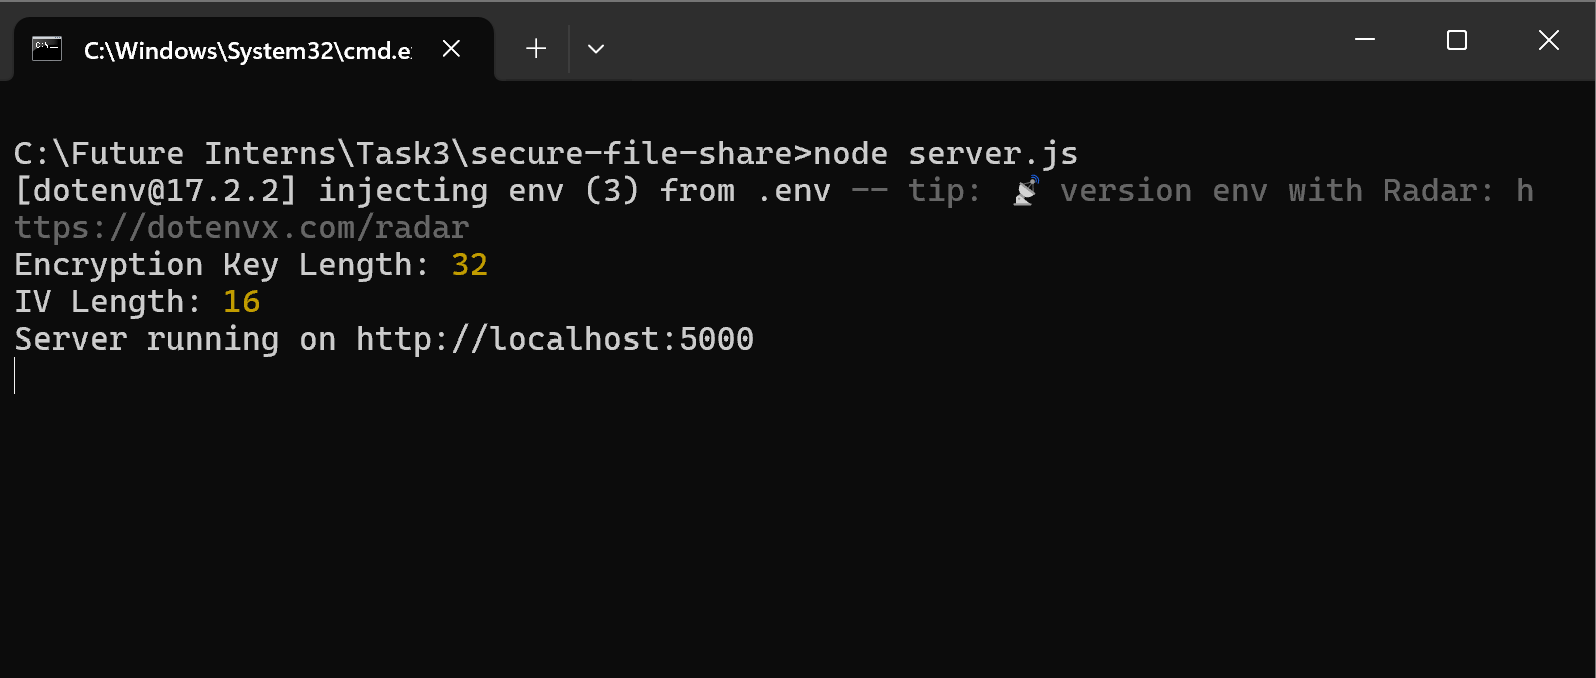 C:\Windows\System32\cmd.e
C:\Future Interns\Task3\secure-file-share>node server.js
[dotenv@17.2.2] injecting env (3) from .env -- tip: 📡 version env with Radar: h
ttps://dotenvx.com/radar
Encryption Key Length: 32
IV Length: 16
Server running on http://localhost:5000